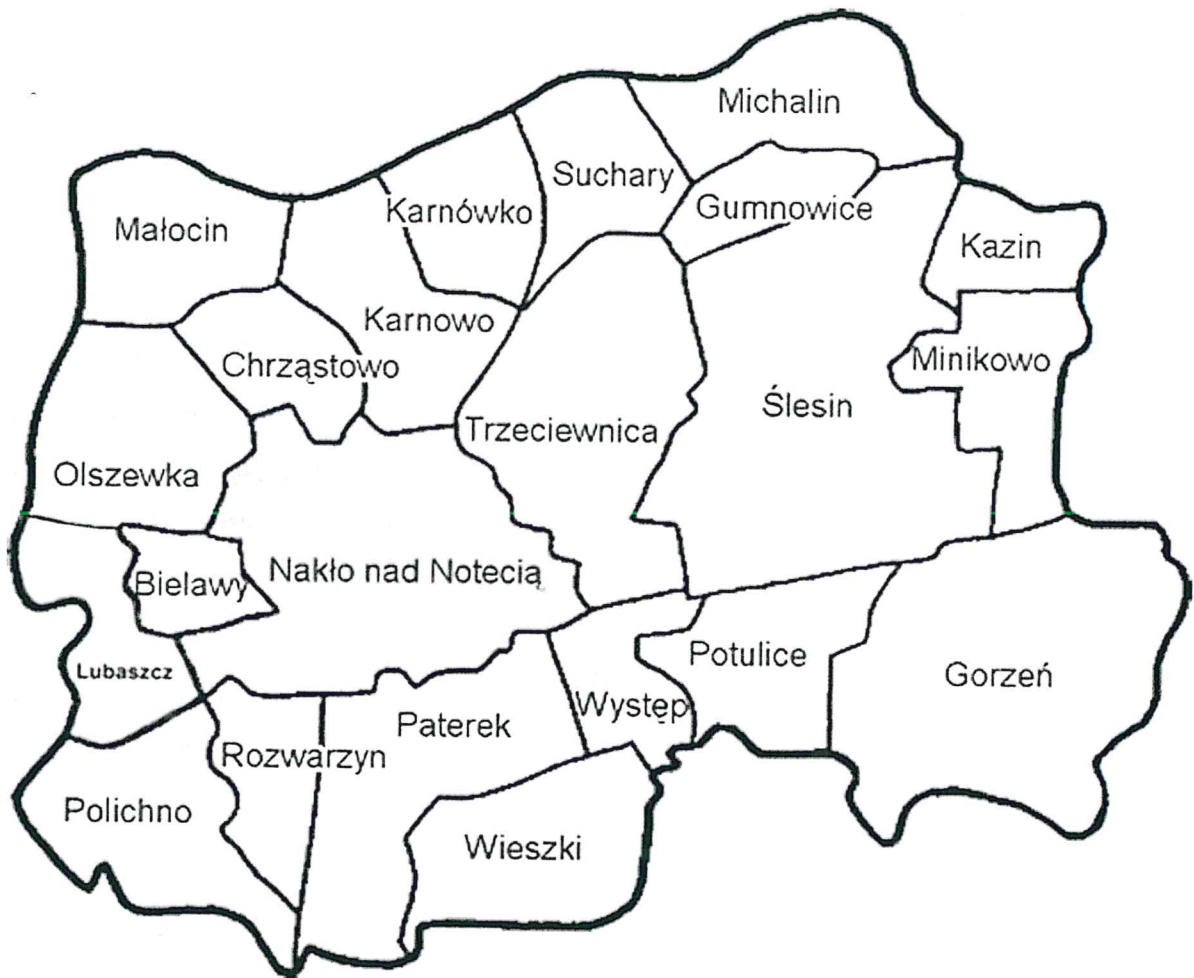 Michalin
Suchary
Karnówko
Gumnowice
Małocin
Kazin
Karnowo
Chrząstowo
Minikowo
Ślesin
Trzeciewnica
Olszewka
Nakło nad Notecią
Bielawy
Potulice
Lubaszcz
Gorzeń
Występ
Paterek
Rozwarzyn
Polichno
Wieszki